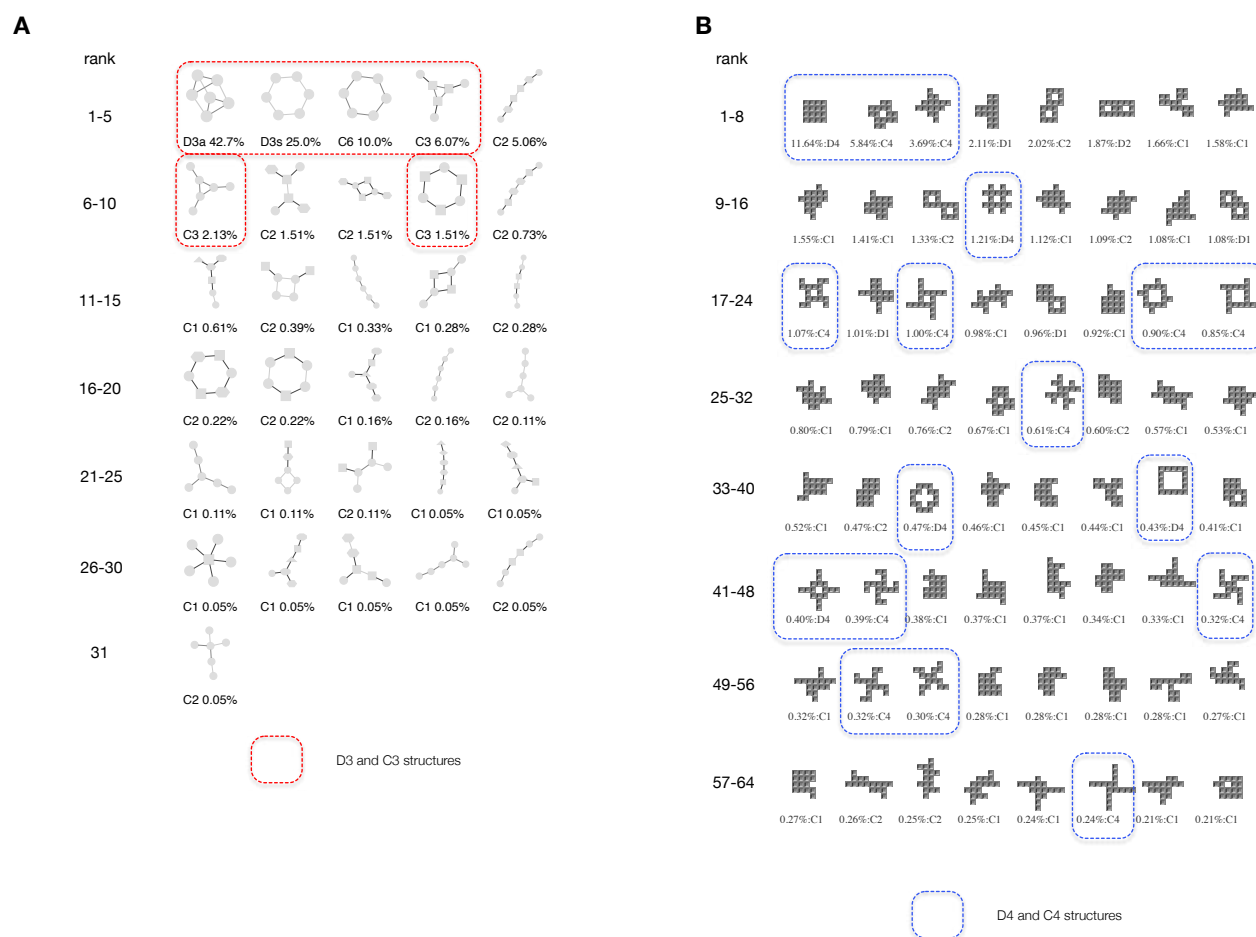 A
rank
1-5
D3a 42.7% D3s 25.0% C6 10.0% C3 6.07% C2 5.06%
6-10
C3 2.13% C2 1.51% C2 1.51% C3 1.51% C2 0.73%
11-15
C1 0.61% C2 0.39% C1 0.33% C1 0.28% C2 0.28%
16-20
C2 0.22% C2 0.22% C1 0.16% C2 0.16% C2 0.11%
21-25
C1 0.11% C1 0.11% C2 0.11% C1 0.05% C1 0.05%
26-30
C1 0.05% C1 0.05% C1 0.05% C1 0.05% C2 0.05%
31
C2 0.05%
D3 and C3 structures
B
rank
1-8
11.64%:D4 5.84%:C4 3.69%:C4 2.11%:D1 2.02%:C2 1.87%:D2 1.66%:C1 1.58%:C1
9-16
1.55%:C1 1.41%:C1 1.33%:C2 1.21%:D4 1.12%:C1 1.09%:C2 1.08%:C1 1.08%:D1
17-24
1.07%:C4 1.01%:D1 1.00%:C4 0.98%:C1 0.96%:D1 0.92%:C1 0.90%:C4 0.85%:C4
25-32
0.80%:C1 0.79%:C1 0.76%:C2 0.67%:C1 0.61%:C4 0.60%:C2 0.57%:C1 0.53%:C1
33-40
0.52%:C1 0.47%:C2 0.47%:D4 0.46%:C1 0.45%:C1 0.44%:C1 0.43%:D4 0.41%:C1
41-48
0.40%:D4 0.39%:C4 0.38%:C1 0.37%:C1 0.37%:C1 0.34%:C1 0.33%:C1 0.32%:C4
49-56
0.32%:C1 0.32%:C4 0.30%:C4 0.28%:C1 0.28%:C1 0.28%:C1 0.28%:C1 0.27%:C1
57-64
0.27%:C1 0.26%:C2 0.25%:C2 0.25%:C1 0.24%:C1 0.24%:C4 0.21%:C1 0.21%:C1
D4 and C4 structures